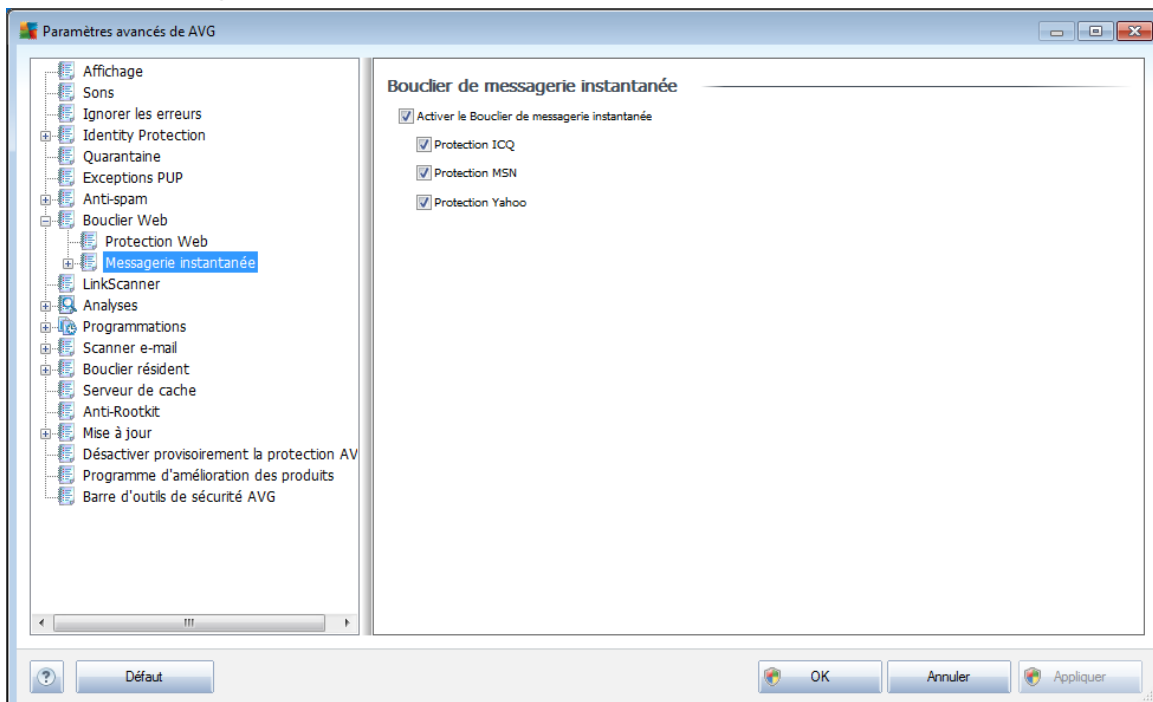 Paramètres avancés de AVG
Affichage
Sons
Ignorer les erreurs
Identity Protection
Quarantaine
Exceptions PUP
Anti-spam
Bouclier Web
Protection Web
Messagerie instantanée
LinkScanner
Analyses
Programmations
Scanner e-mail
Bouclier résident
Serveur de cache
Anti-Rootkit
Mise à jour
Désactiver provisoirement la protection AV
Programme d'amélioration des produits
Barre d'outils de sécurité AVG
Bouclier de messagerie instantanée
Activer le Bouclier de messagerie instantanée
Protection ICQ
Protection MSN
Protection Yahoo
? Défaut OK Annuler Appliquer